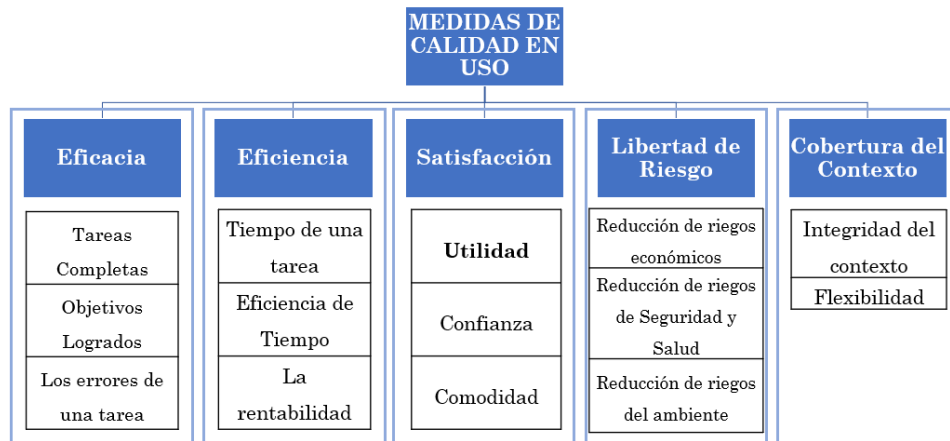 MEDIDAS DE
CALIDAD EN
USO
Eficacia
Tareas
Completas
Objetivos
Logrados
Los errores de
una tarea
Eficiencia
Tiempo de una
tarea
Eficiencia de
Tiempo
La
rentabilidad
Satisfacción
Utilidad
Confianza
Comodidad
Libertad de
Riesgo
Reducción de riegos
económicos
Reducción de riegos
de Seguridad y
Salud
Reducción de riegos
del ambiente
Cobertura del
Contexto
Integridad del
contexto
Flexibilidad